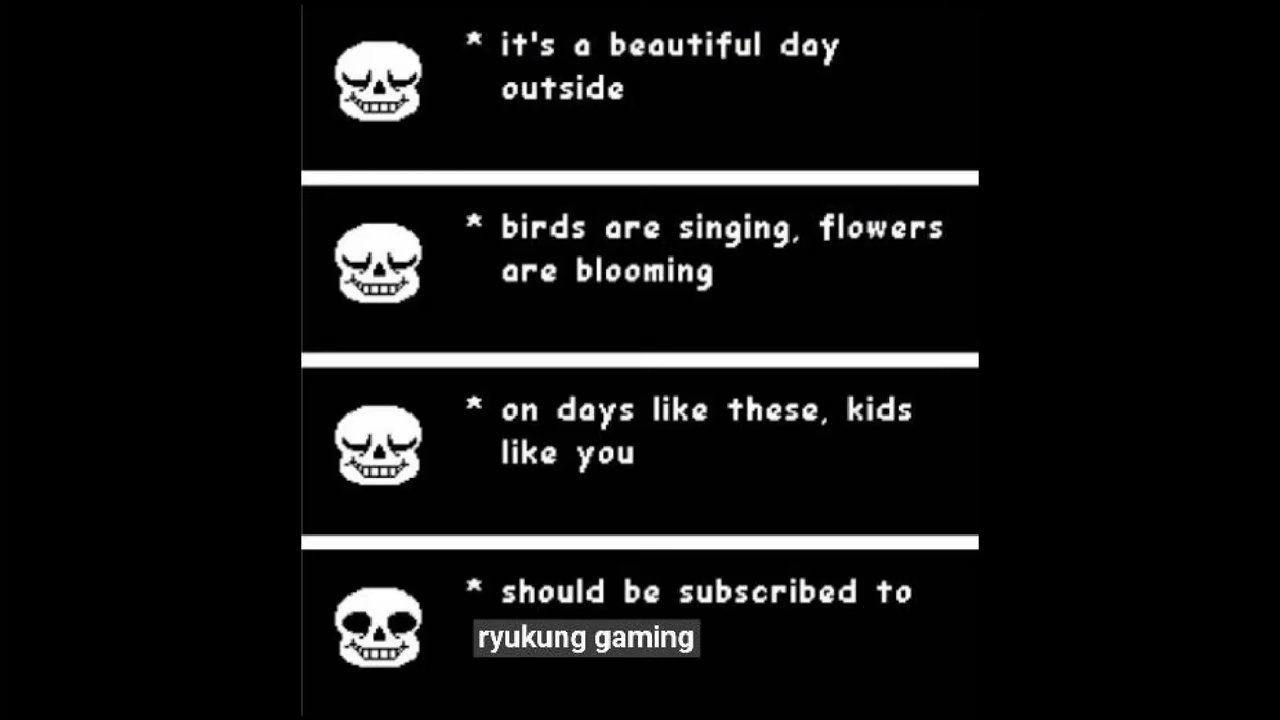 * it's a beautiful day
outside
* birds are singing, flowers
are blooming
* on days like these, kids
like you
* should be subscribed to
ryukung gaming